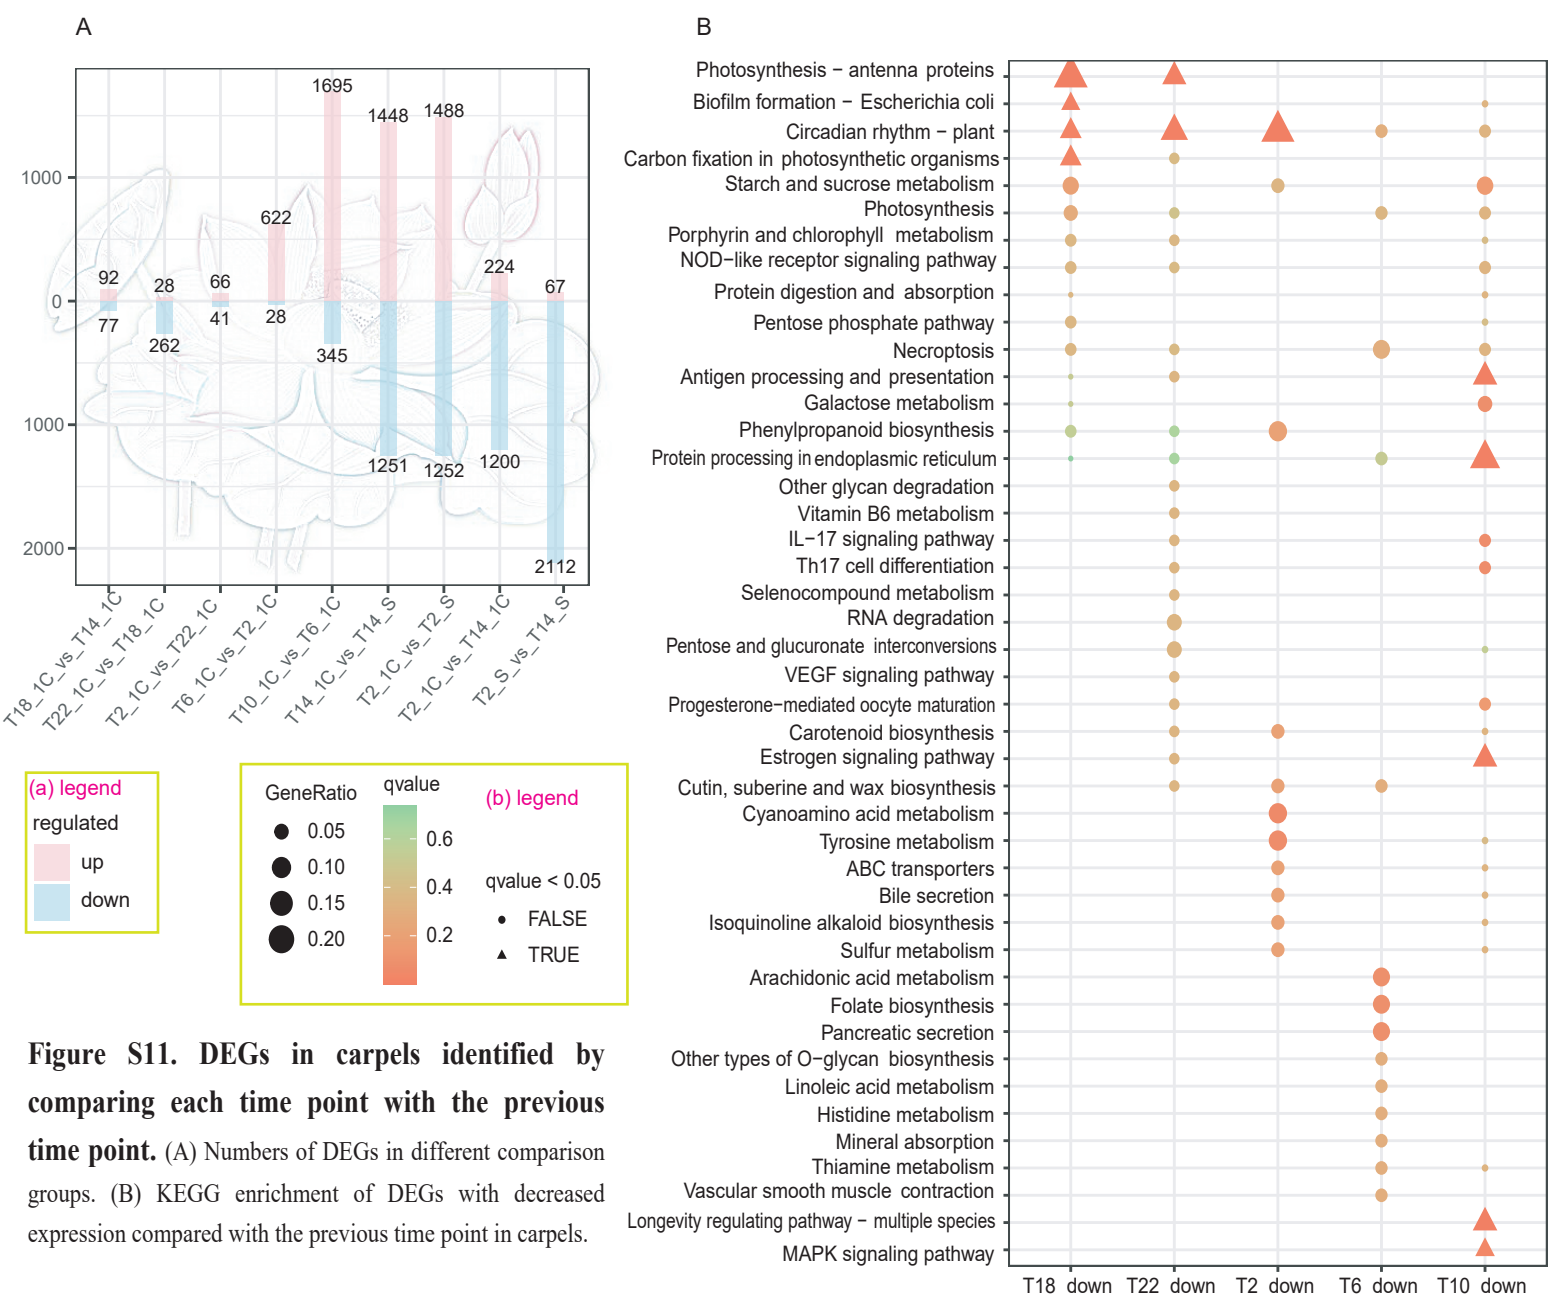 A
1695
1448
1488
1000
622
92
28
66
224
67
0
77
262
41
28
345
1000
1251
1252
1200
2000
2112
T18_1C_vs_T14_1C
T22_1C_vs_T18_1C
T2_1C_vs_T22_1C
T6_1C_vs_T2_1C
T10_1C_vs_T6_1C
T14_1C_vs_T14_S
T2_1C_vs_T2_S
T2_1C_vs_T14_1C
T2_S_vs_T14_S
(a) legend
regulated
up
down
GeneRatio
0.05
0.10
0.15
0.20
qvalue
0.6
0.4
0.2
(b) legend
qvalue < 0.05
FALSE
TRUE
Figure S11. DEGs in carpels identified by
comparing each time point with the previous
time point. (A) Numbers of DEGs in different comparison
groups. (B) KEGG enrichment of DEGs with decreased
expression compared with the previous time point in carpels.
B
Photosynthesis − antenna proteins
Biofilm formation − Escherichia coli
Circadian rhythm − plant
Carbon fixation in photosynthetic organisms
Starch and sucrose metabolism
Photosynthesis
Porphyrin and chlorophyll metabolism
NOD−like receptor signaling pathway
Protein digestion and absorption
Pentose phosphate pathway
Necroptosis
Antigen processing and presentation
Galactose metabolism
Phenylpropanoid biosynthesis
Protein processing in endoplasmic reticulum
Other glycan degradation
Vitamin B6 metabolism
IL−17 signaling pathway
Th17 cell differentiation
Selenocompound metabolism
RNA degradation
Pentose and glucuronate interconversions
VEGF signaling pathway
Progesterone−mediated oocyte maturation
Carotenoid biosynthesis
Estrogen signaling pathway
Cutin, suberine and wax biosynthesis
Cyanoamino acid metabolism
Tyrosine metabolism
ABC transporters
Bile secretion
Isoquinoline alkaloid biosynthesis
Sulfur metabolism
Arachidonic acid metabolism
Folate biosynthesis
Pancreatic secretion
Other types of O−glycan biosynthesis
Linoleic acid metabolism
Histidine metabolism
Mineral absorption
Thiamine metabolism
Vascular smooth muscle contraction
Longevity regulating pathway − multiple species
MAPK signaling pathway
T18 down T22 down T2 down T6 down T10 down